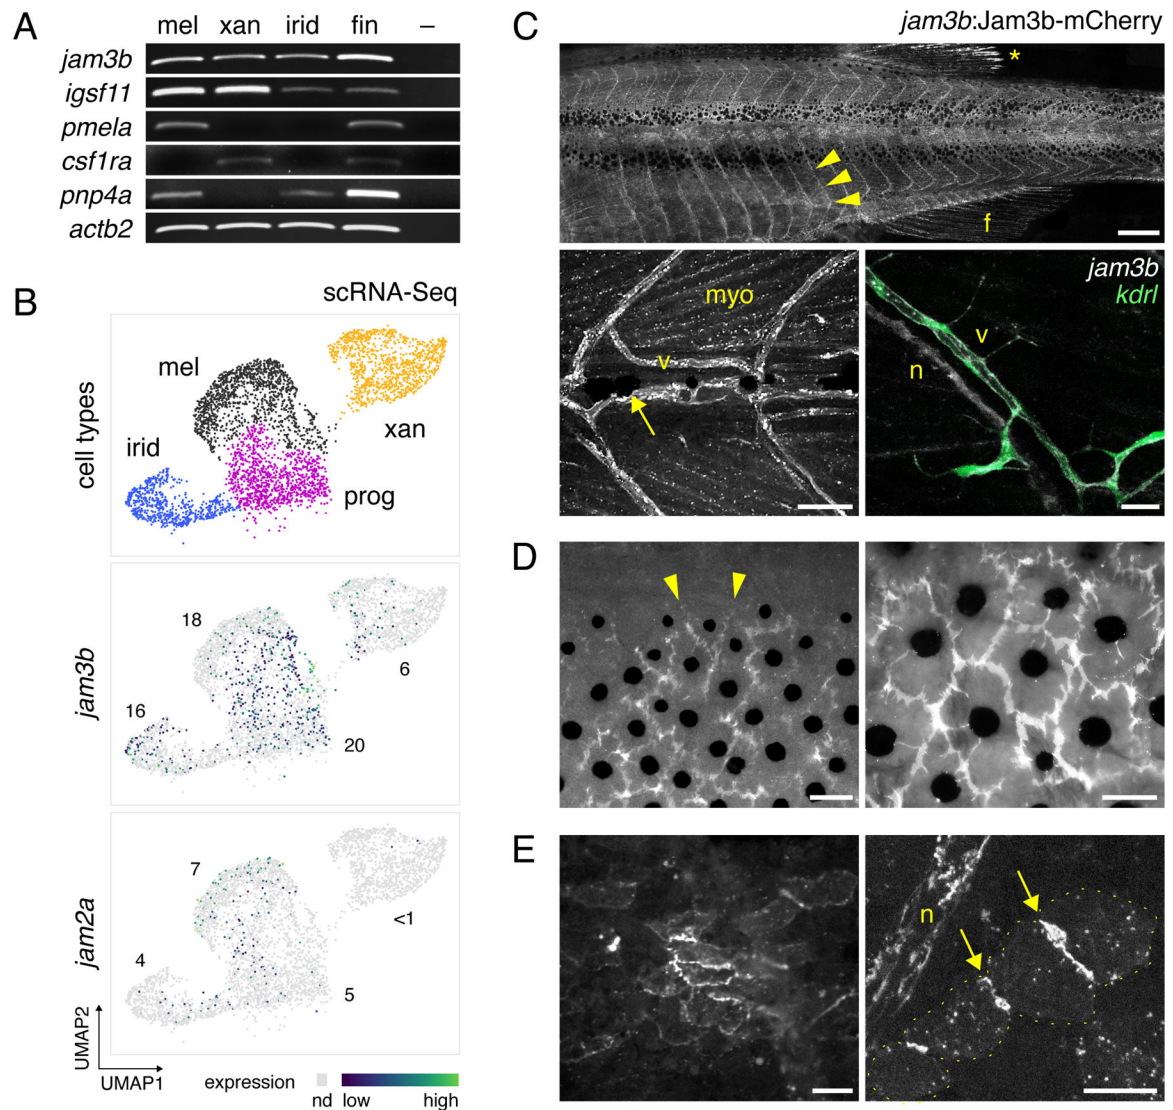 A
mel xan irid fin –
jam3b
igsf11
pmela
csf1ra
pnp4a
actb2
B
scRNA-Seq
cell types
mel
xan
irid
prog
jam3b
18
6
16
20
jam2a
7
<1
4
5
UMAP2
UMAP1
expression
nd low high
C
jam3b:Jam3b-mCherry
*
f
myo
v
jam3b
kdrl
v
n
D
E
n